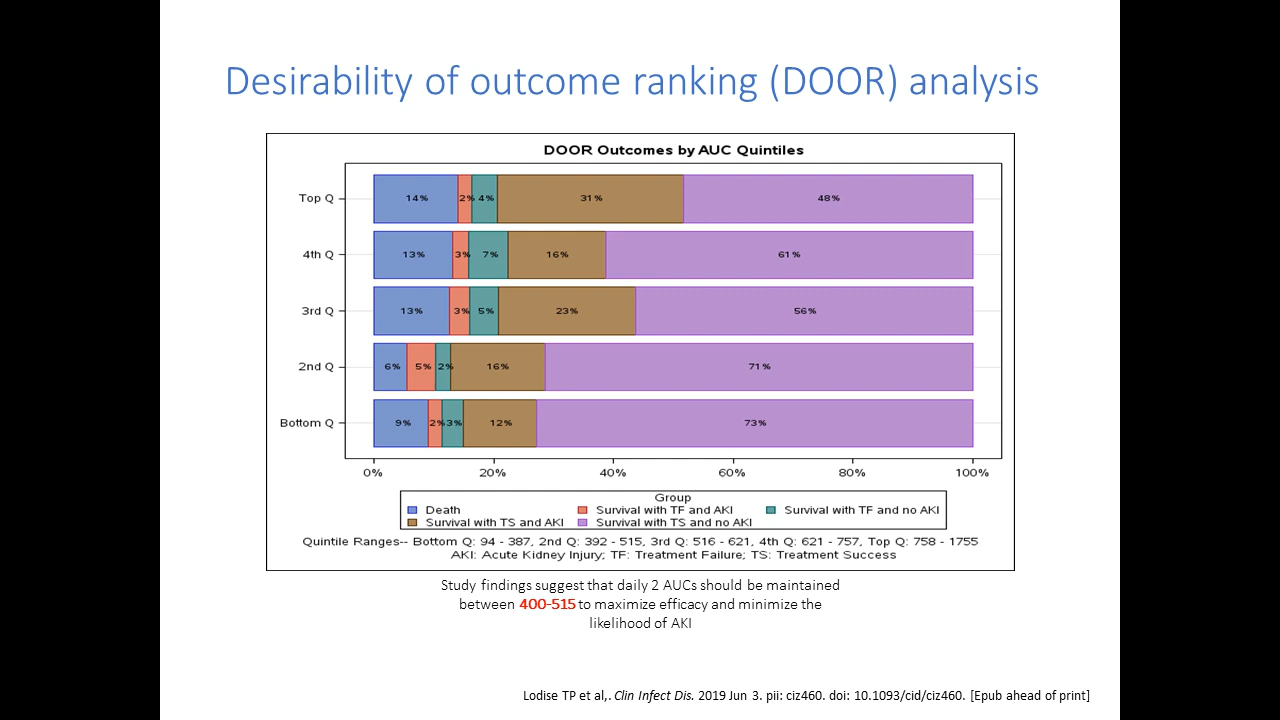 Desirability of outcome ranking (DOOR) analysis
DOOR Outcomes by AUC Quintiles
Top Q 14% 2% 4% 31% 48%
4th Q 13% 3% 7% 16% 61%
3rd Q 13% 3% 5% 23% 56%
2nd Q 6% 5% 2% 16% 71%
Bottom Q 9% 2% 3% 12% 73%
0% 20% 40% 60% 80% 100%
Group
Death Survival with TF and AKI Survival with TF and no AKI
Survival with TS and AKI Survival with TS and no AKI
Quintile Ranges-- Bottom Q: 94 - 387, 2nd Q: 392 - 515, 3rd Q: 516 - 621, 4th Q: 621 - 757, Top Q: 758 - 1755
AKI: Acute Kidney Injury; TF: Treatment Failure; TS: Treatment Success
Study findings suggest that daily 2 AUCs should be maintained
between 400-515 to maximize efficacy and minimize the
likelihood of AKI
Lodise TP et al,. Clin Infect Dis. 2019 Jun 3. pii: ciz460. doi: 10.1093/cid/ciz460. [Epub ahead of print]